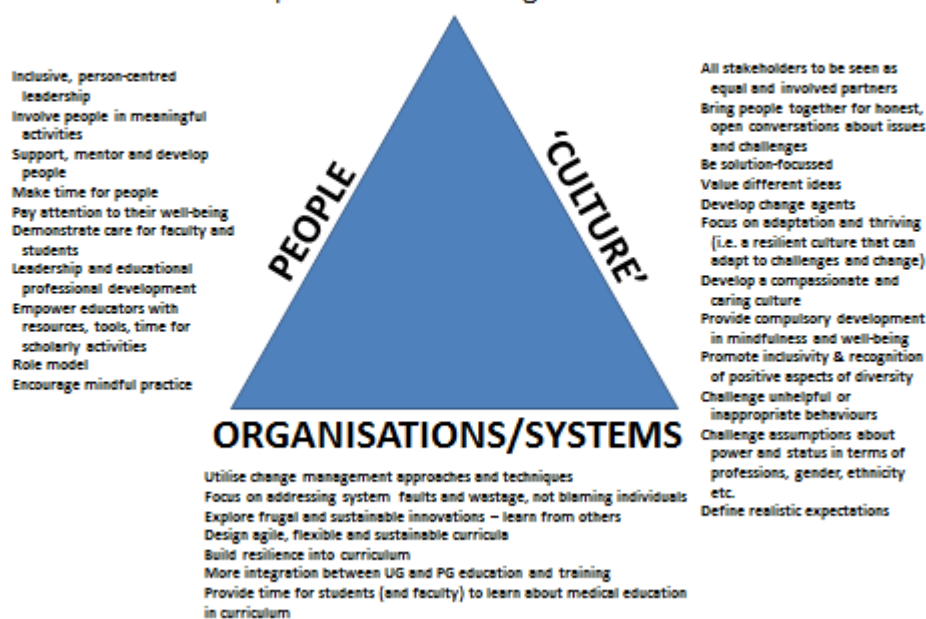 Inclusive, person-centred
leadership
Involve people in meaningful
activities
Support, mentor and develop
people
Make time for people
Pay attention to their well-being
Demonstrate care for faculty and
students
Leadership and educational
professional development
Empower educators with
resources, tools, time for
scholarly activities
Role model
Encourage mindful practice
PEOPLE
'CULTURE'
All stakeholders to be seen as
equal and involved partners
Bring people together for honest,
open conversations about issues
and challenges
Be solution-focussed
Value different ideas
Develop change agents
Focus on adaptation and thriving
(i.e. a resilient culture that can
adapt to challenges and change)
Develop a compassionate and
caring culture
Provide compulsory development
in mindfulness and well-being
Promote inclusivity & recognition
of positive aspects of diversity
Challenge unhelpful or
inappropriate behaviours
Challenge assumptions about
power and status in terms of
professions, gender, ethnicity
etc.
Define realistic expectations
ORGANISATIONS/SYSTEMS
Utilise change management approaches and techniques
Focus on addressing system faults and wastage, not blaming individuals
Explore frugal and sustainable innovations – learn from others
Design agile, flexible and sustainable curricula
Build resilience into curriculum
More integration between UG and PG education and training
Provide time for students (and faculty) to learn about medical education
in curriculum